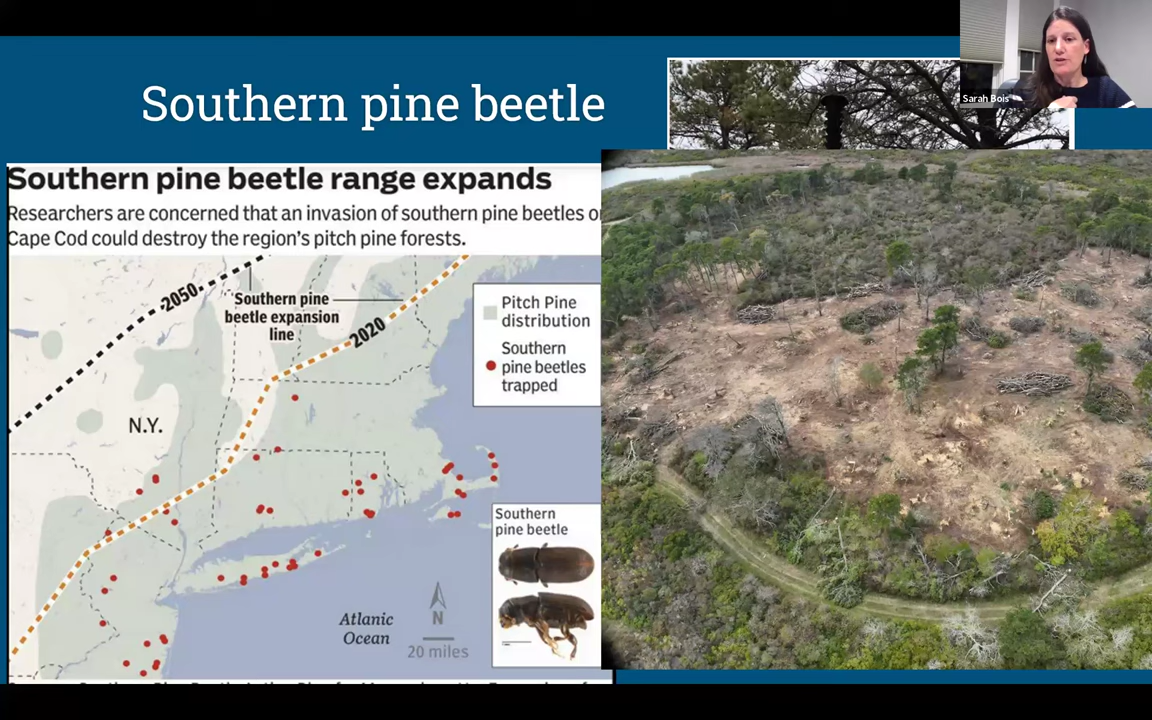 Southern pine beetle
Sarah Bois
Southern pine beetle range expands
Researchers are concerned that an invasion of southern pine beetles
Cape Cod could destroy the region's pitch pine forests.
2050
Southern pine
beetle expansion
line
2020
Pitch Pine
distribution
Southern
pine beetles
trapped
N.Y.
Southern
pine beetle
Atlanic
Ocean
N
20 miles